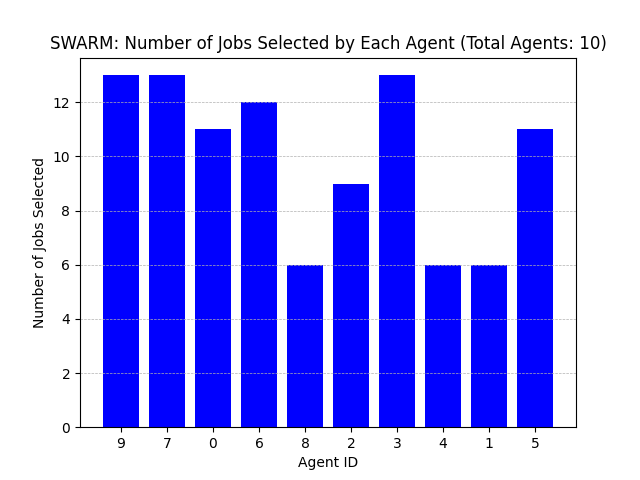 SWARM: Number of Jobs Selected by Each Agent (Total Agents: 10)
12
10
8
6
4
2
0
Number of Jobs Selected
9 7 0 6 8 2 3 4 1 5
Agent ID